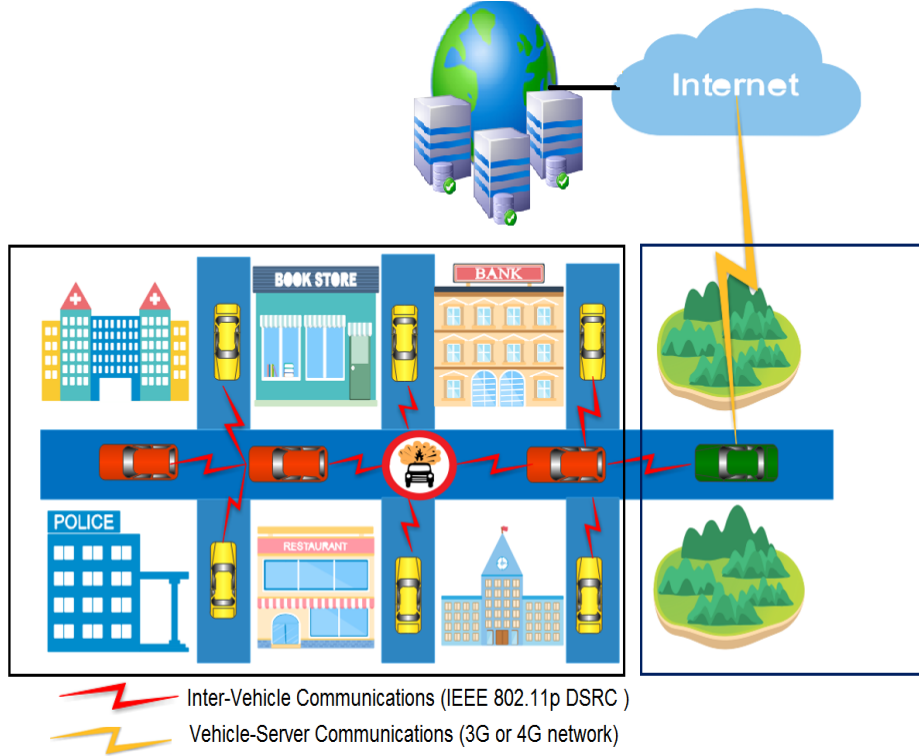 Internet
BOOK STORE
BANK
POLICE
RESTAURANT
Inter-Vehicle Communications (IEEE 802.11p DSRC )
Vehicle-Server Communications (3G or 4G network)